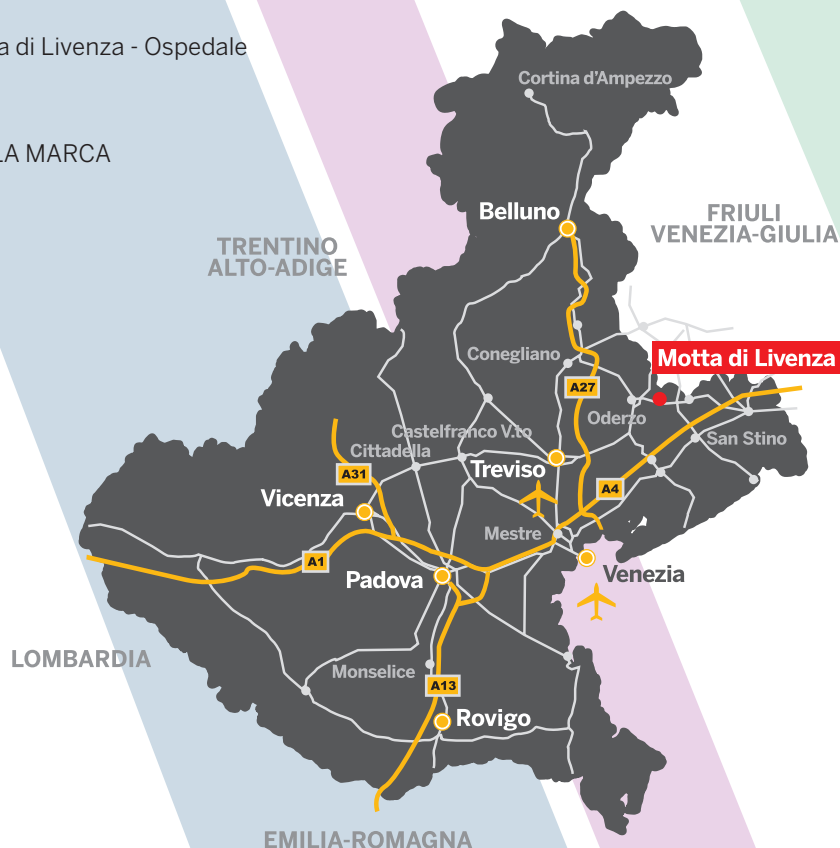 a di Livenza - Ospedale
LA MARCA
Cortina d'Ampezzo
Belluno
FRIULI
VENEZIA-GIULIA
TRENTINO
ALTO-ADIGE
Motta di Livenza
Conegliano
A27
Oderzo
Castelfranco V.to
Cittadella
San Stino
Treviso
A31
A4
Vicenza
Mestre
A1
Padova
Venezia
LOMBARDIA
Monselice
A13
Rovigo
EMILIA-ROMAGNA